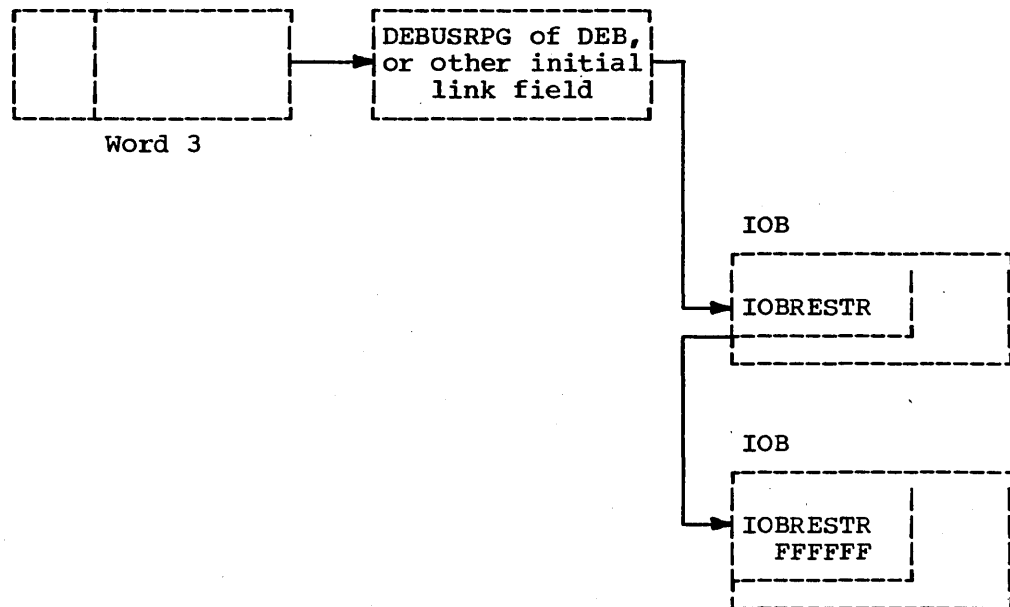 DEBUSRPG of DEB,
or other initial
link field
Word 3
IOB
IOBRESTR
IOB
IOBRESTR
FFFFFF